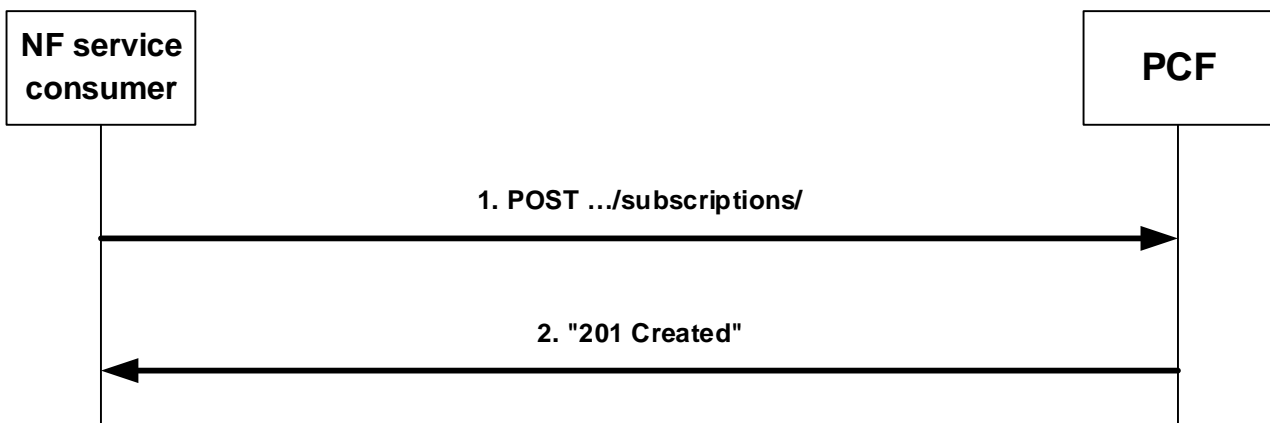 NF service
consumer
PCF
1. POST …/subscriptions/
2. "201 Created"